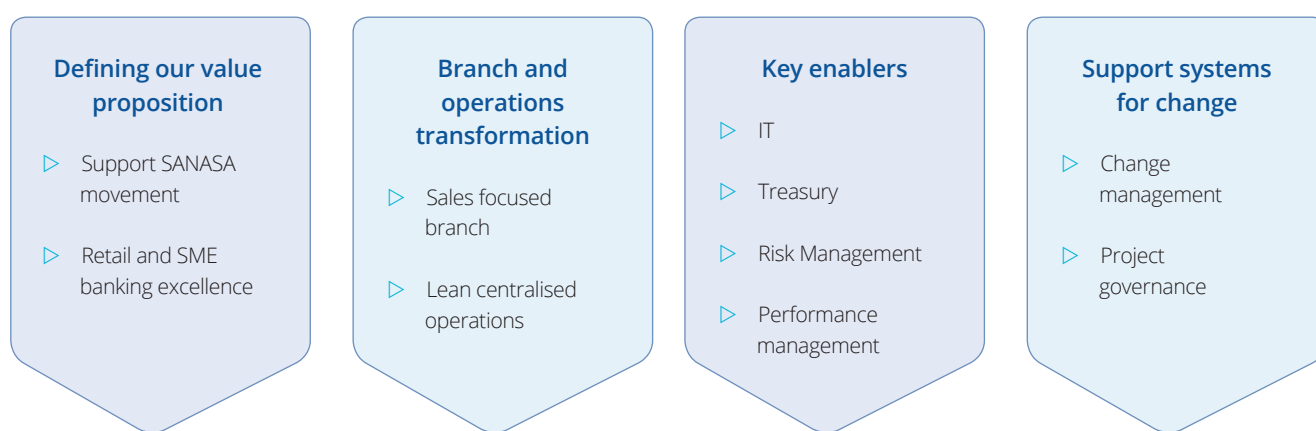 Defining our value
proposition
▷ Support SANASA
movement
▷ Retail and SME
banking excellence
Branch and
operations
transformation
▷ Sales focused
branch
▷ Lean centralised
operations
Key enablers
▷ IT
▷ Treasury
▷ Risk Management
▷ Performance
management
Support systems
for change
▷ Change
management
▷ Project
governance